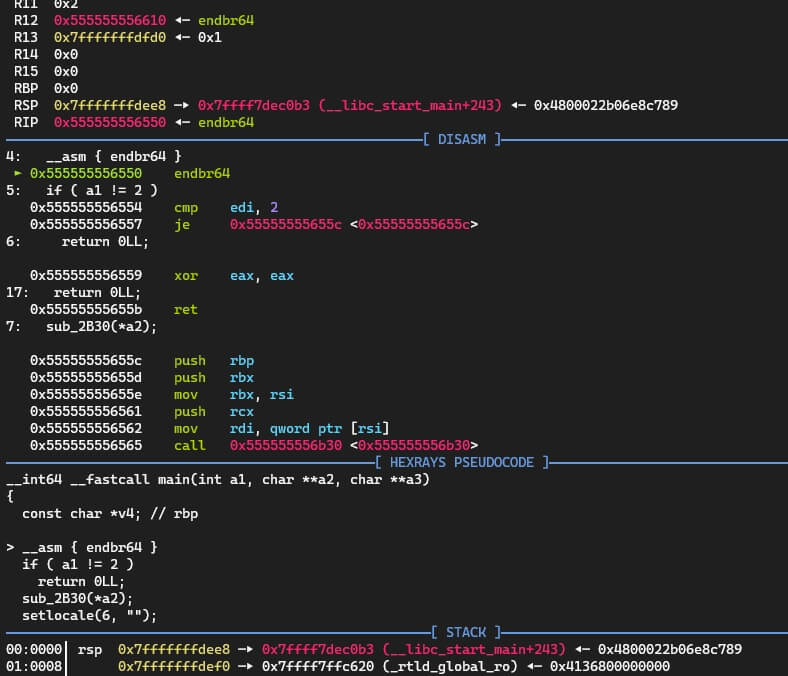 R11 0x2
R12 0x555555556610 ◂— endbr64
R13 0x7fffffffdfd0 ◂— 0x1
R14 0x0
R15 0x0
RBP 0x0
RSP 0x7fffffffdee8 —▸ 0x7ffff7dec0b3 (__libc_start_main+243) ◂— 0x4800022b06e8c789
RIP 0x555555556550 ◂— endbr64
[ DISASM ]
4: __asm { endbr64 }
► 0x555555556550 endbr64
5: if ( a1 != 2 )
0x555555556554 cmp edi, 2
0x555555556557 je 0x55555555655c <0x55555555655c>
6: return 0LL;
0x555555556559 xor eax, eax
17: return 0LL;
0x55555555655b ret
7: sub_2B30(*a2);
0x55555555655c push rbp
0x55555555655d push rbx
0x55555555655e mov rbx, rsi
0x555555556561 push rcx
0x555555556562 mov rdi, qword ptr [rsi]
0x555555556565 call 0x555555556b30 <0x555555556b30>
[ HEXRAYS PSEUDOCODE ]
__int64 __fastcall main(int a1, char **a2, char **a3)
{
const char *v4; // rbp
> __asm { endbr64 }
if ( a1 != 2 )
return 0LL;
sub_2B30(*a2);
setlocale(6, "");
[ STACK ]
00:0000│ rsp 0x7fffffffdee8 —▸ 0x7ffff7dec0b3 (__libc_start_main+243) ◂— 0x4800022b06e8c789
01:0008│ 0x7fffffffdef0 —▸ 0x7ffff7ffc620 (_rtld_global_ro) ◂— 0x4136800000000